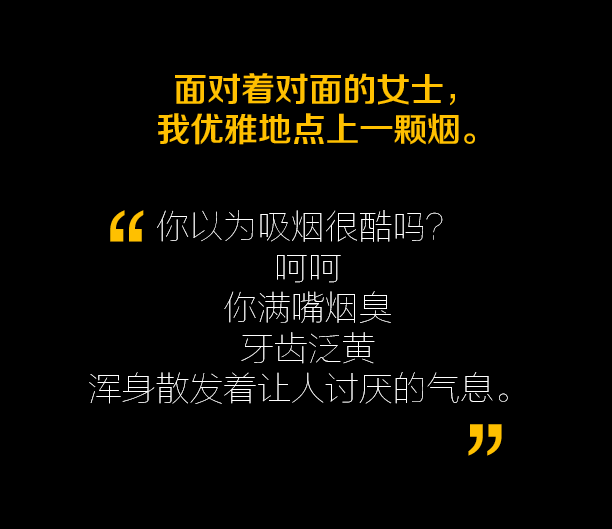 面对着对面的女士，
我优雅地点上一颗烟。
“ 你以为吸烟很酷吗？
呵呵
你满嘴烟臭
牙齿泛黄
浑身散发着让人讨厌的气息。
”